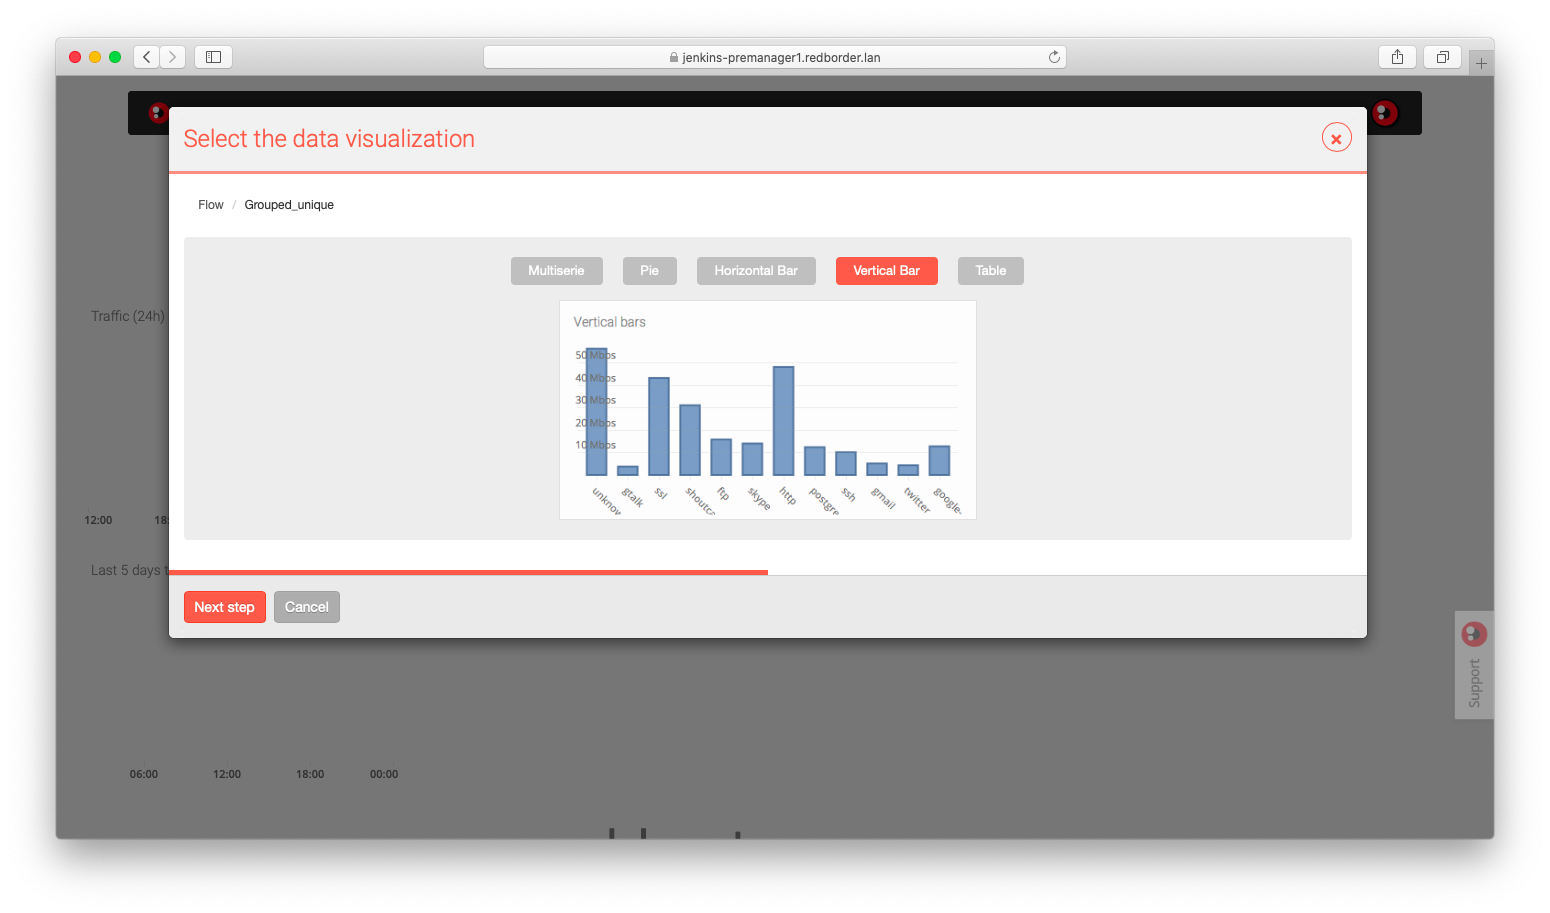 jenkins-premanager1.redborder.lan
Select the data visualization
Flow / Grouped_unique
Multiserie Pie Horizontal Bar Vertical Bar Table
Vertical bars
50 Mbps
40 Mbps
30 Mbps
20 Mbps
10 Mbps
unknow gtalk ssl shoutca ftp skype http postgre ssh gmail twitter google-
Traffic (24h)
12:00 18:
Last 5 days t
Next step Cancel
Support
06:00 12:00 18:00 00:00